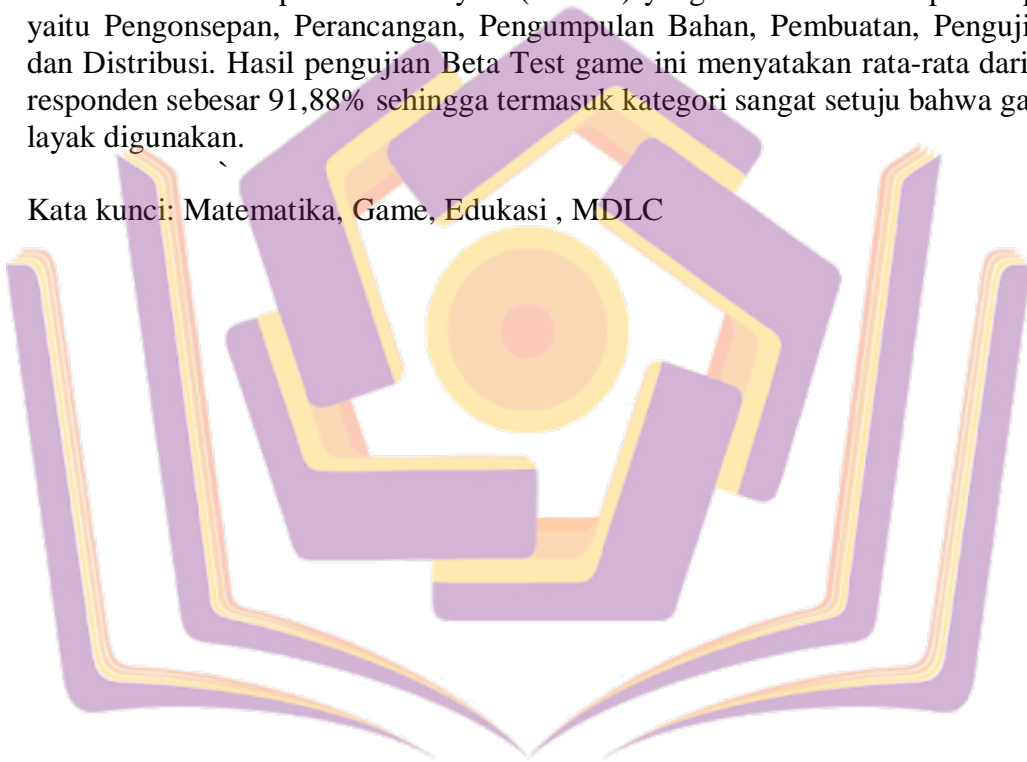 yaitu Pengonsepan, Perancangan, Pengumpulan Bahan, Pembuatan, Penguji
dan Distribusi. Hasil pengujian Beta Test game ini menyatakan rata-rata dari
responden sebesar 91,88% sehingga termasuk kategori sangat setuju bahwa ga
layak digunakan.
`
Kata kunci: Matematika, Game, Edukasi , MDLC